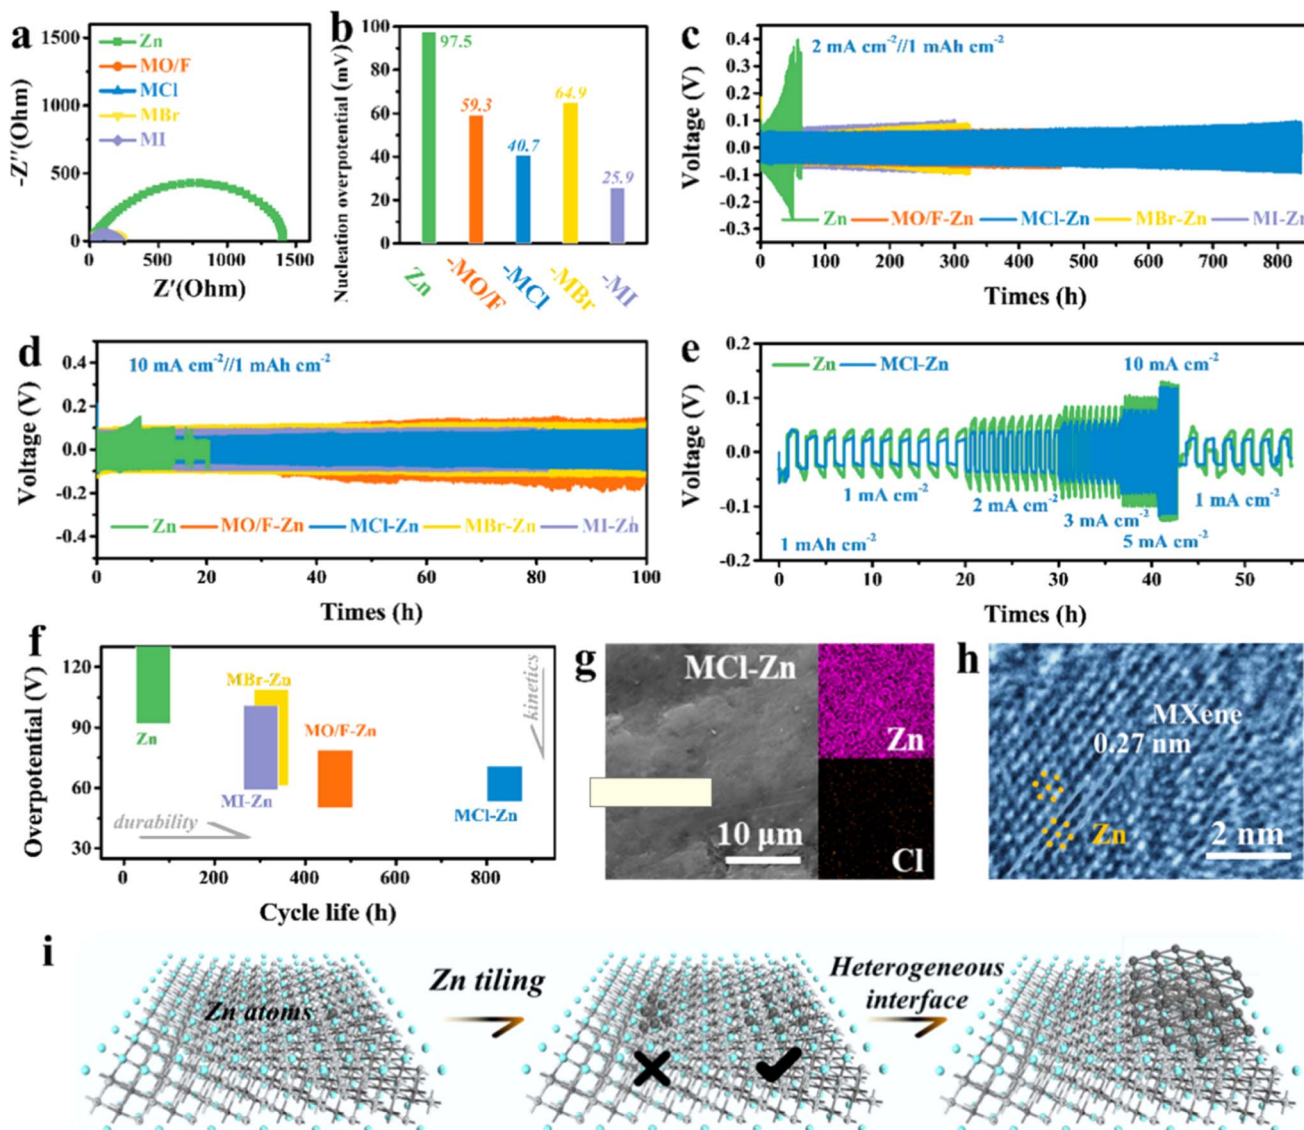 a
1500
1000
500
0
-Z''(Ohm)
Zn
MO/F
MCl
MBr
MI
0 500 1000 1500
Z'(Ohm)
b
Nucleation overpotential (mV)
100
80
60
40
20
0
97.5
59.3
40.7
64.9
25.9
Zn
-MO/F
-MCl
-MBr
-MI
c
2 mA cm⁻²//1 mAh cm⁻²
Voltage (V)
0.4
0.3
0.2
0.1
0.0
-0.1
-0.2
-0.3
Zn MO/F-Zn MCl-Zn MBr-Zn MI-Zn
0 100 200 300 400 500 600 700 800
Times (h)
d
10 mA cm⁻²//1 mAh cm⁻²
Voltage (V)
0.4
0.2
0.0
-0.2
-0.4
Zn MO/F-Zn MCl-Zn MBr-Zn MI-Zn
0 20 40 60 80 100
Times (h)
e
Zn MCl-Zn
10 mA cm⁻²
Voltage (V)
0.2
0.1
0.0
-0.1
-0.2
1 mA cm⁻²
2 mA cm⁻²
3 mA cm⁻²
5 mA cm⁻²
1 mA cm⁻²
1 mAh cm⁻²
0 10 20 30 40 50
Times (h)
f
Overpotential (V)
120
90
60
30
Zn
MBr-Zn
MI-Zn
MO/F-Zn
MCl-Zn
kinetics
durability
0 200 400 600 800
Cycle life (h)
g
MCl-Zn
10 µm
Zn
Cl
h
MXene
0.27 nm
Zn
2 nm
i
Zn atoms
Zn tiling
Heterogeneous
interface